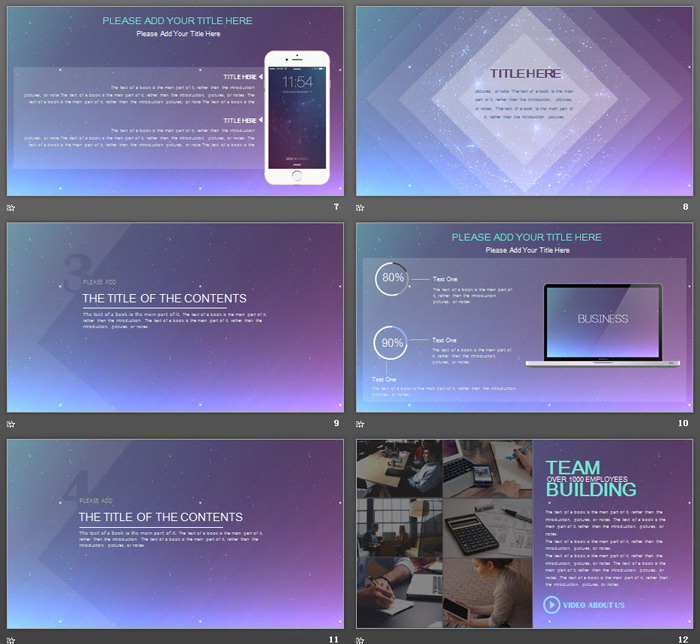 PLEASE ADD YOUR TITLE HERE
Please Add Your Title Here
TITLE HERE
The text of a book is the main part of it, rather than the introduction
pictures, or note The text of a book is the main part of it, rather than the introduction, pictures, or notes. The
text of a book is the main part of it, rather than the introduction pictures, or note The text of a book is the
TITLE HERE
The text of a book is the main part of it, rather than the introduction
pictures, or note The text of a book is the main part of it, rather than the introduction, pictures, or notes. The
text of a book is the main part of it, rather than the introduction pictures, or note The text of a book is the
11:54
7
TITLE HERE
pictures, or note The text of a book is the main
part of it, rather than the introduction, pictures,
or notes. The text of a book is the main part of
it, rather than the introduction pictures.
8
3
PLEASE ADD
THE TITLE OF THE CONTENTS
The text of a book is the main part of it. The text of a book is the main part of it,
rather than the introduction. The text of a book is the main part of it, rather than the
introduction, pictures, or notes.
9
PLEASE ADD YOUR TITLE HERE
Please Add Your Title Here
80%
Text One
The text of a book is the main part of
it, rather than the introduction,
pictures, or notes.
90%
Text One
The text of a book is the main part of
it, rather than the introduction,
pictures, or notes.
Text One
The text of a book is the main part of it, rather than the introduction,
pictures, or notes.
BUSINESS
10
4
PLEASE ADD
THE TITLE OF THE CONTENTS
The text of a book is the main part of it. The text of a book is the main part of it,
rather than the introduction. The text of a book is the main part of it, rather than the
introduction, pictures, or notes.
11
TEAM
OVER 1000 EMPLOYEES
BUILDING
The text of a book is the main part of it, rather than the
introduction, pictures, or notes. The text of a book is the
main part of it, rather than the introduction, pictures, or
notes.
The text of a book is the main part of it, rather than the
introduction, pictures, or notes.
The text of a book is the main part of it, rather than the
introduction, pictures, or notes. The text of a book is the
main part of it, rather than the introduction, pictures, or
notes. The text of a book is the main part of it, rather than the
introduction, pictures, or notes.
VIDEO ABOUT US
12